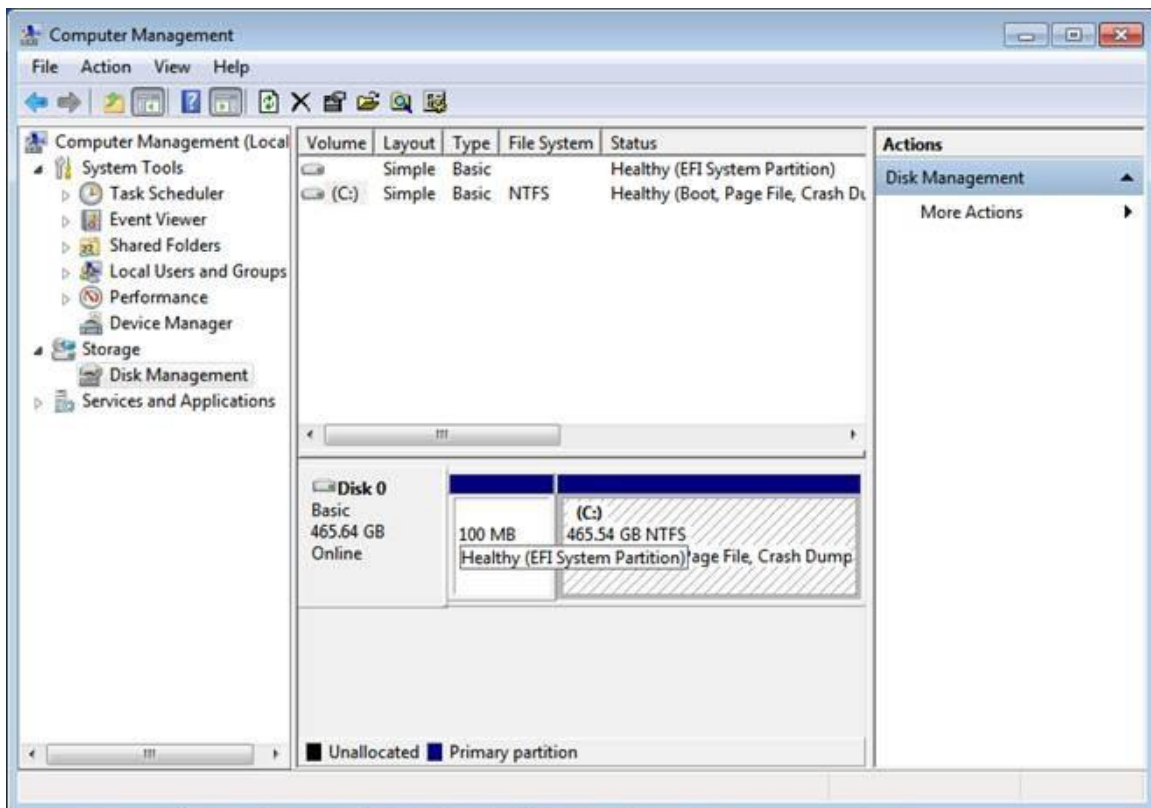 Computer Management
File Action View Help
Computer Management (Local
System Tools
Task Scheduler
Event Viewer
Shared Folders
Local Users and Groups
Performance
Device Manager
Storage
Disk Management
Services and Applications
Volume Layout Type File System Status
Simple Basic Healthy (EFI System Partition)
(C:) Simple Basic NTFS Healthy (Boot, Page File, Crash Du
Disk 0
Basic
465.64 GB
Online
100 MB
Healthy (EFI System Partition)
(C:)
465.54 GB NTFS
Page File, Crash Dump
Unallocated Primary partition
Actions
Disk Management
More Actions